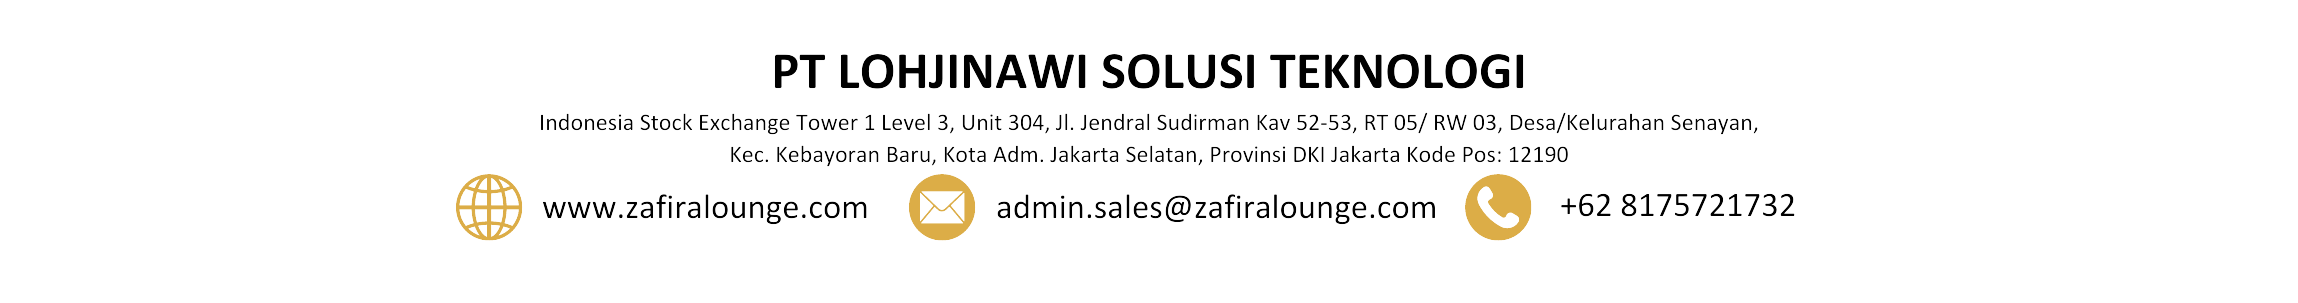 PT LOHJINAWI SOLUSI TEKNOLOGI
Indonesia Stock Exchange Tower 1 Level 3, Unit 304, Jl. Jendral Sudirman Kav 52-53, RT 05/ RW 03, Desa/Kelurahan Senayan,
Kec. Kebayoran Baru, Kota Adm. Jakarta Selatan, Provinsi DKI Jakarta Kode Pos: 12190
www.zafiralounge.com admin.sales@zafiralounge.com +62 8175721732